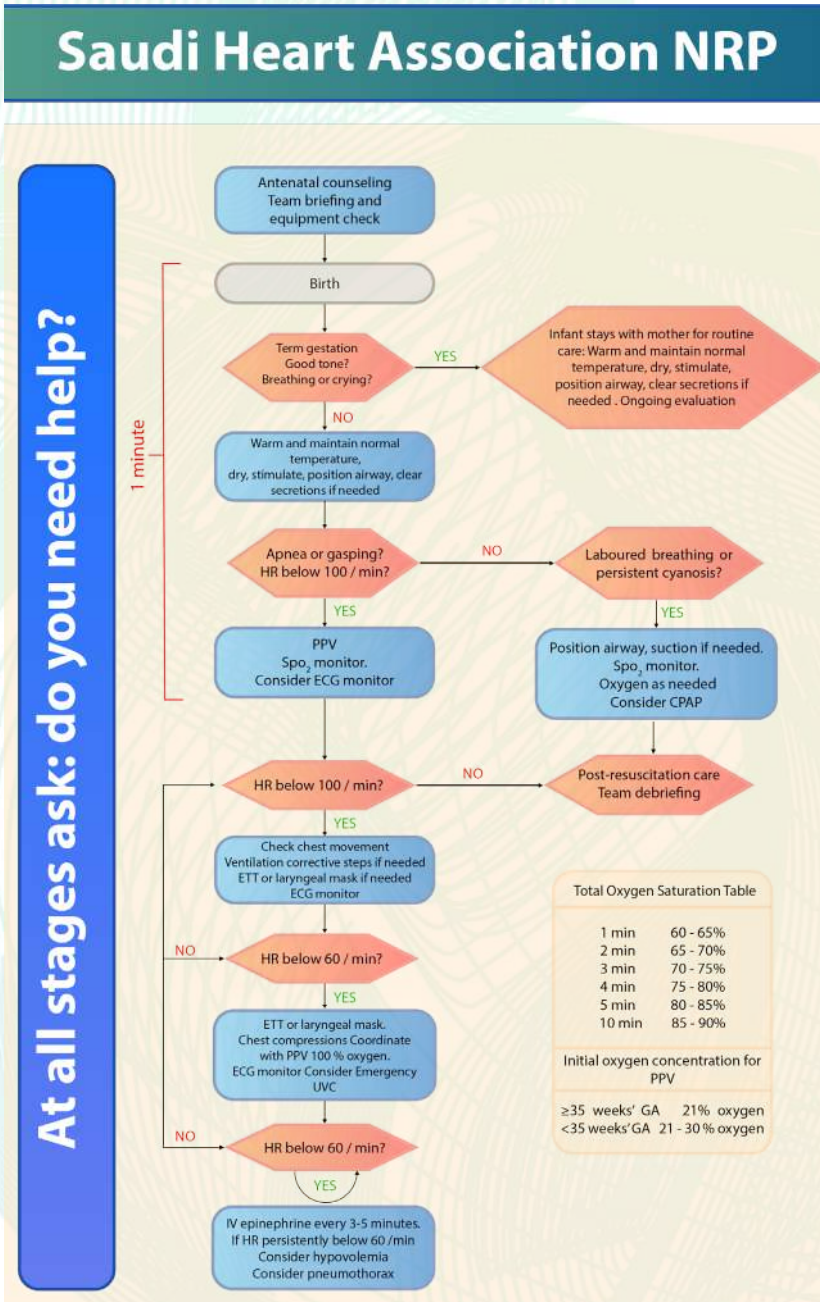 Saudi Heart Association NRP
At all stages ask: do you need help?
Antenatal counseling
Team briefing and
equipment check
1 minute
Birth
Term gestation
Good tone?
Breathing or crying?
YES
Infant stays with mother for routine
care: Warm and maintain normal
temperature, dry, stimulate,
position airway, clear secretions if
needed . Ongoing evaluation
NO
Warm and maintain normal
temperature,
dry, stimulate, position airway, clear
secretions if needed
Apnea or gasping?
HR below 100 / min?
NO
Laboured breathing or
persistent cyanosis?
YES
YES
PPV
Spo₂ monitor.
Consider ECG monitor
Position airway, suction if needed.
Spo₂ monitor.
Oxygen as needed
Consider CPAP
HR below 100 / min?
NO
Post-resuscitation care
Team debriefing
YES
Check chest movement
Ventilation corrective steps if needed
ETT or laryngeal mask if needed
ECG monitor
NO
HR below 60 / min?
YES
ETT or laryngeal mask.
Chest compressions Coordinate
with PPV 100 % oxygen.
ECG monitor Consider Emergency
UVC
NO
HR below 60 / min?
YES
IV epinephrine every 3-5 minutes.
If HR persistently below 60 /min
Consider hypovolemia
Consider pneumothorax
Total Oxygen Saturation Table
1 min 60 - 65%
2 min 65 - 70%
3 min 70 - 75%
4 min 75 - 80%
5 min 80 - 85%
10 min 85 - 90%
Initial oxygen concentration for
PPV
≥35 weeks' GA 21% oxygen
<35 weeks'GA 21 - 30 % oxygen